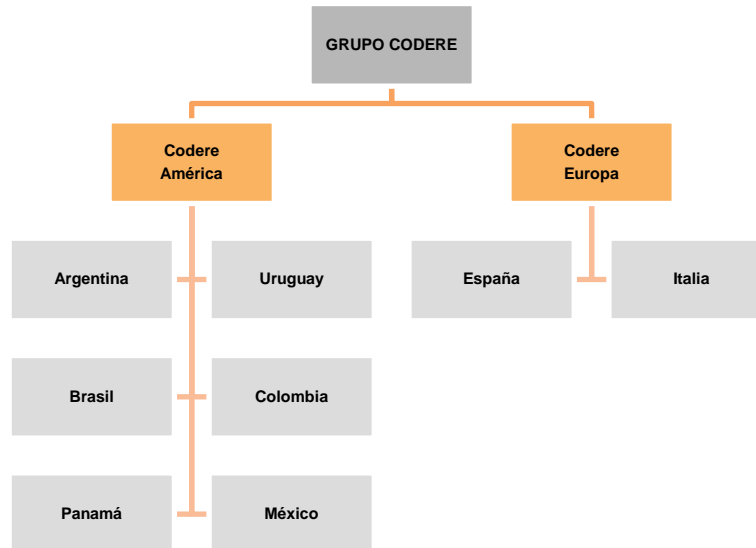 GRUPO CODERE
Codere
América
Codere
Europa
Argentina
Uruguay
España
Italia
Brasil
Colombia
Panamá
México